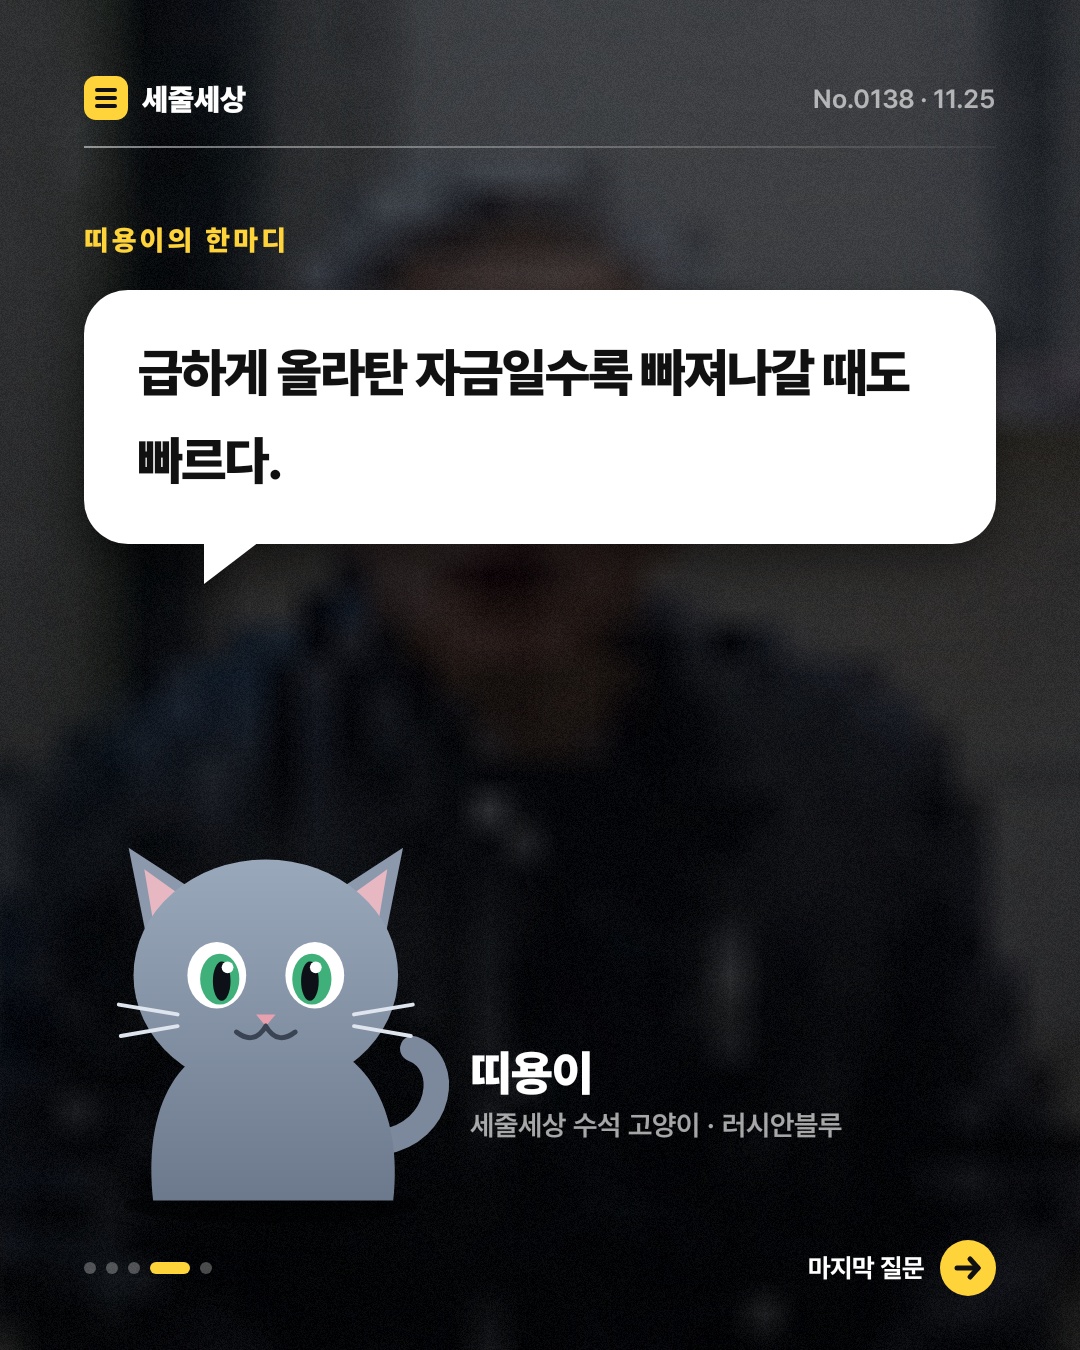 세줄세상
No.0138 · 11.25
띠용이의 한마디
급하게 올라탄 자금일수록 빠져나갈 때도
빠르다.
띠용이
세줄세상 수석 고양이 · 러시안블루
마지막 질문